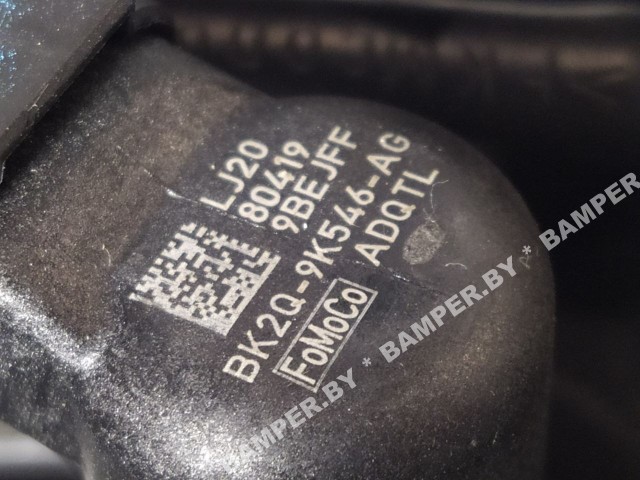 LJ20
80419
9BEJFF
BK2Q-9K546-AG
FoMoCo ADQTL
BAMPER.BY * BAMPER.BY * BAMPER